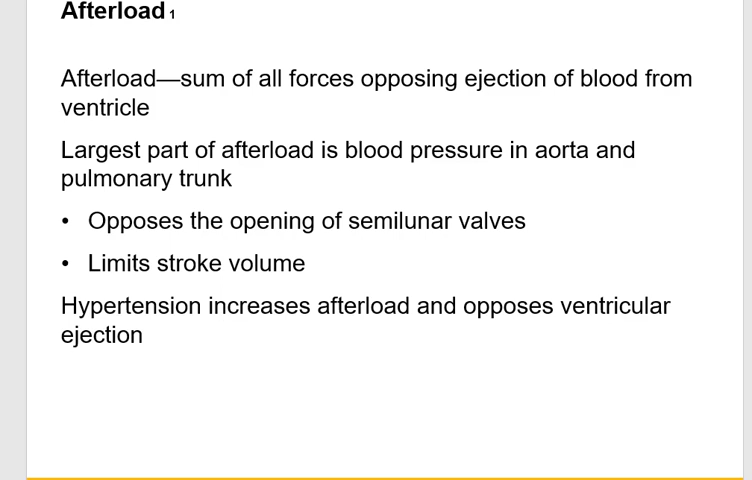 Afterload 1
Afterload—sum of all forces opposing ejection of blood from
ventricle
Largest part of afterload is blood pressure in aorta and
pulmonary trunk
• Opposes the opening of semilunar valves
• Limits stroke volume
Hypertension increases afterload and opposes ventricular
ejection